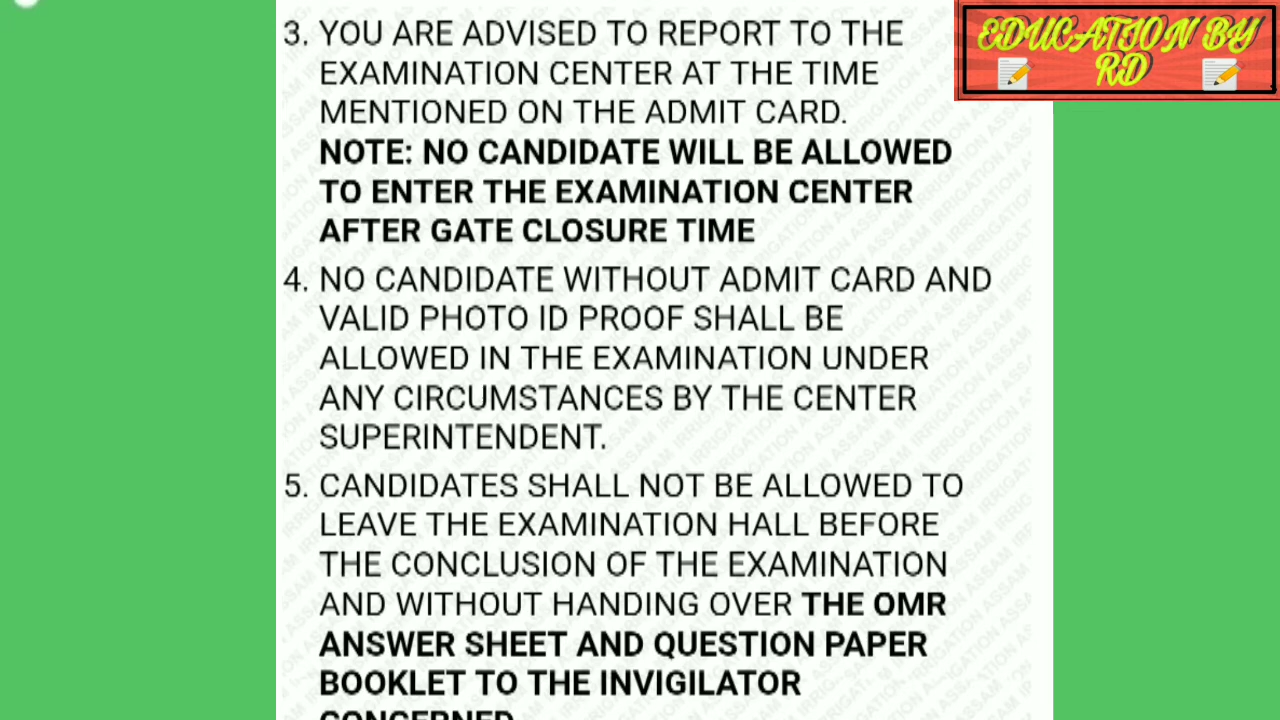 3. YOU ARE ADVISED TO REPORT TO THE
EXAMINATION CENTER AT THE TIME
MENTIONED ON THE ADMIT CARD.
NOTE: NO CANDIDATE WILL BE ALLOWED
TO ENTER THE EXAMINATION CENTER
AFTER GATE CLOSURE TIME
4. NO CANDIDATE WITHOUT ADMIT CARD AND
VALID PHOTO ID PROOF SHALL BE
ALLOWED IN THE EXAMINATION UNDER
ANY CIRCUMSTANCES BY THE CENTER
SUPERINTENDENT.
5. CANDIDATES SHALL NOT BE ALLOWED TO
LEAVE THE EXAMINATION HALL BEFORE
THE CONCLUSION OF THE EXAMINATION
AND WITHOUT HANDING OVER THE OMR
ANSWER SHEET AND QUESTION PAPER
BOOKLET TO THE INVIGILATOR
CONCERNED
EDUCATION BY
RD